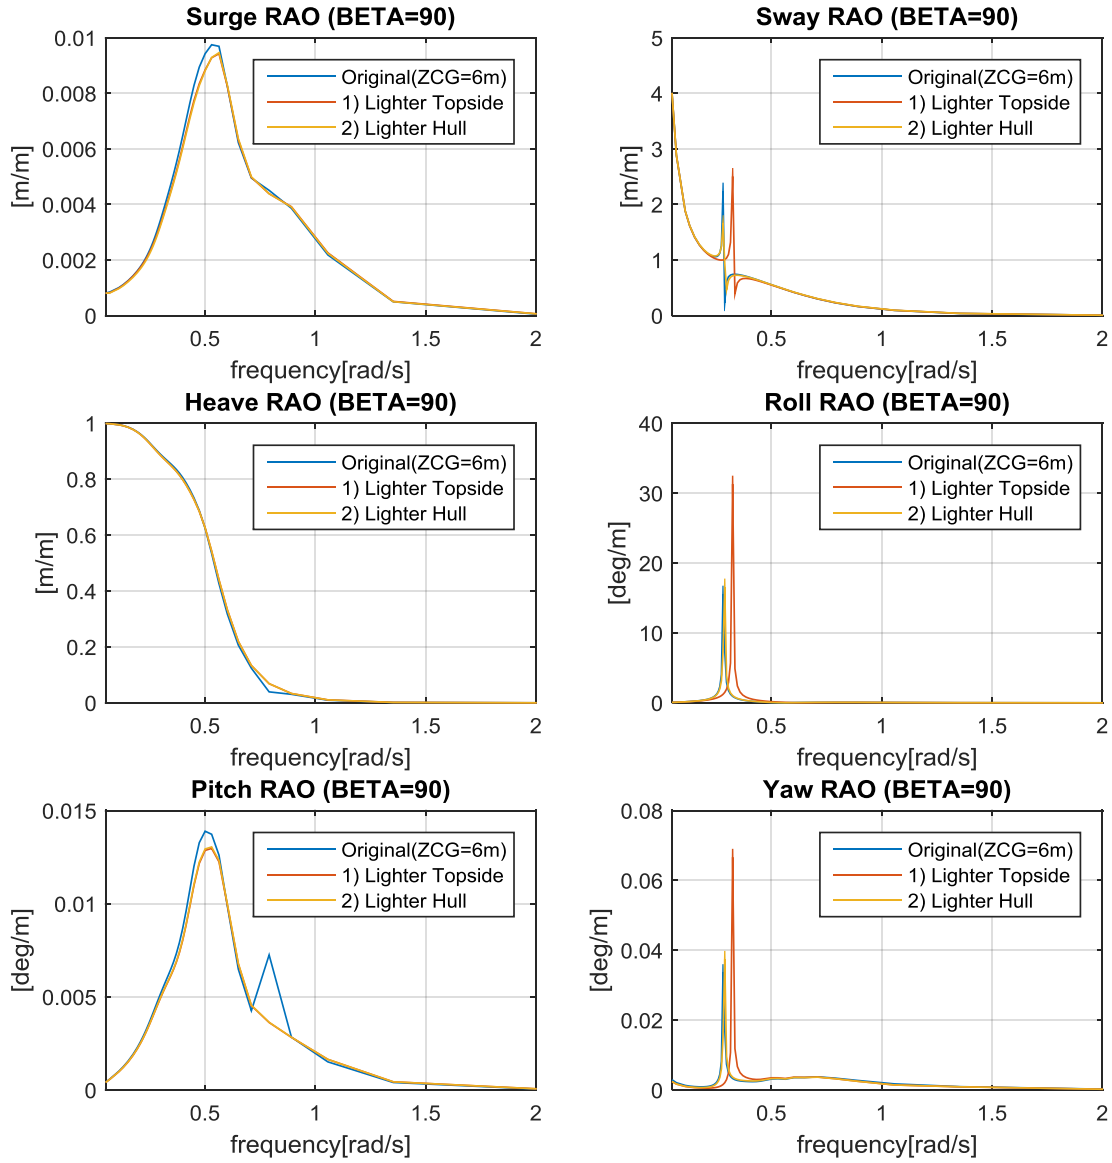 Surge RAO (BETA=90)
0.01
0.008
0.006
0.004
0.002
0
[m/m]
Original(ZCG=6m)
1) Lighter Topside
2) Lighter Hull
0.5
1
1.5
2
frequency[rad/s]
Sway RAO (BETA=90)
5
4
3
2
1
0
[m/m]
Original(ZCG=6m)
1) Lighter Topside
2) Lighter Hull
0.5
1
1.5
2
frequency[rad/s]
Heave RAO (BETA=90)
1
0.8
0.6
0.4
0.2
0
[m/m]
Original(ZCG=6m)
1) Lighter Topside
2) Lighter Hull
0.5
1
1.5
2
frequency[rad/s]
Roll RAO (BETA=90)
40
30
20
10
0
[deg/m]
Original(ZCG=6m)
1) Lighter Topside
2) Lighter Hull
0.5
1
1.5
2
frequency[rad/s]
Pitch RAO (BETA=90)
0.015
0.01
0.005
0
[deg/m]
Original(ZCG=6m)
1) Lighter Topside
2) Lighter Hull
0.5
1
1.5
2
frequency[rad/s]
Yaw RAO (BETA=90)
0.08
0.06
0.04
0.02
0
[deg/m]
Original(ZCG=6m)
1) Lighter Topside
2) Lighter Hull
0.5
1
1.5
2
frequency[rad/s]